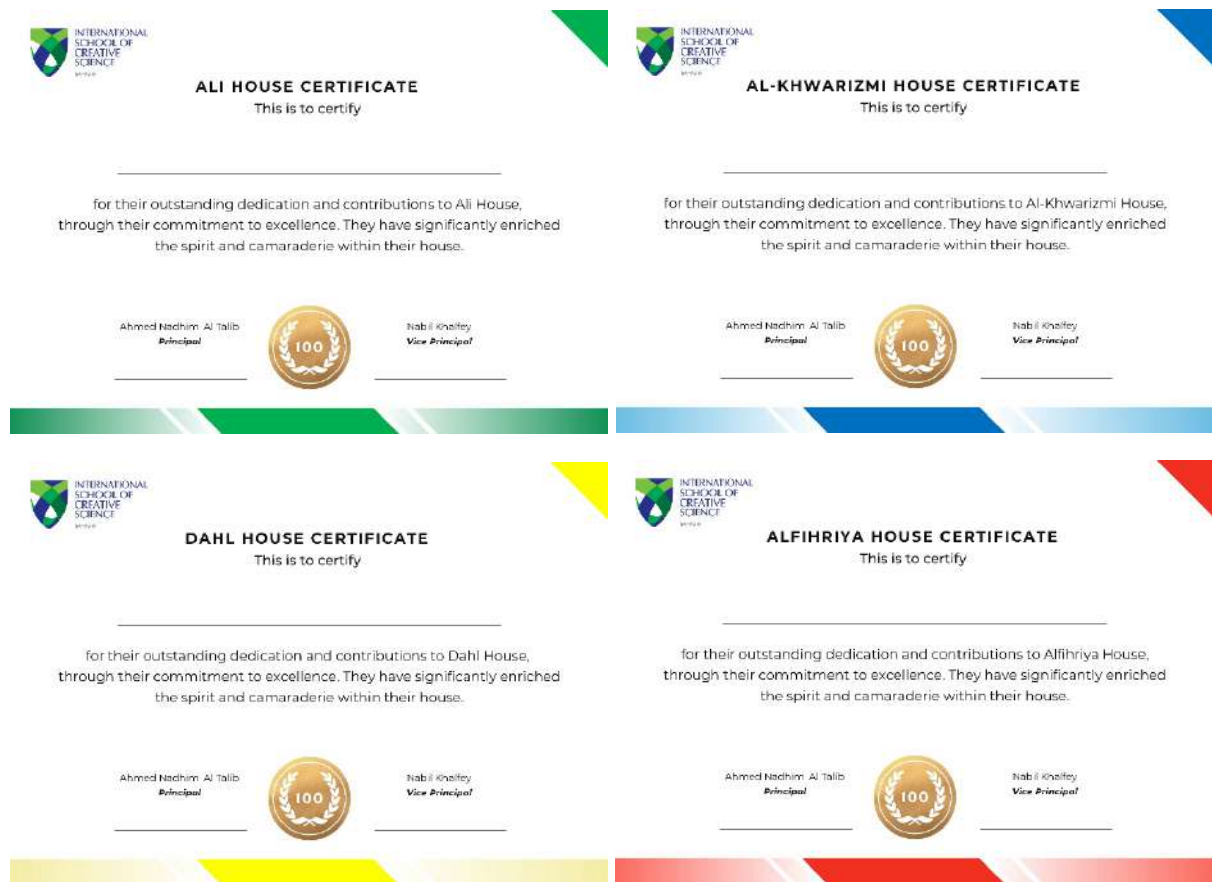 INTERNATIONAL
SCHOOL OF
CREATIVE
SCIENCE
ALI HOUSE CERTIFICATE
This is to certify
for their outstanding dedication and contributions to Ali House,
through their commitment to excellence. They have significantly enriched
the spirit and camaraderie within their house.
Ahmed Nadhim Al Talib
Principal
100
Nabil Khalfey
Vice Principal
INTERNATIONAL
SCHOOL OF
CREATIVE
SCIENCE
AL-KHWARIZMI HOUSE CERTIFICATE
This is to certify
for their outstanding dedication and contributions to Al-Khwarizmi House,
through their commitment to excellence. They have significantly enriched
the spirit and camaraderie within their house.
Ahmed Nadhim Al Talib
Principal
100
Nabil Khalfey
Vice Principal
INTERNATIONAL
SCHOOL OF
CREATIVE
SCIENCE
DAHL HOUSE CERTIFICATE
This is to certify
for their outstanding dedication and contributions to Dahl House,
through their commitment to excellence. They have significantly enriched
the spirit and camaraderie within their house.
Ahmed Nadhim Al Talib
Principal
100
Nabil Khalfey
Vice Principal
INTERNATIONAL
SCHOOL OF
CREATIVE
SCIENCE
ALFIHRIYA HOUSE CERTIFICATE
This is to certify
for their outstanding dedication and contributions to Alfihriya House,
through their commitment to excellence. They have significantly enriched
the spirit and camaraderie within their house.
Ahmed Nadhim Al Talib
Principal
100
Nabil Khalfey
Vice Principal